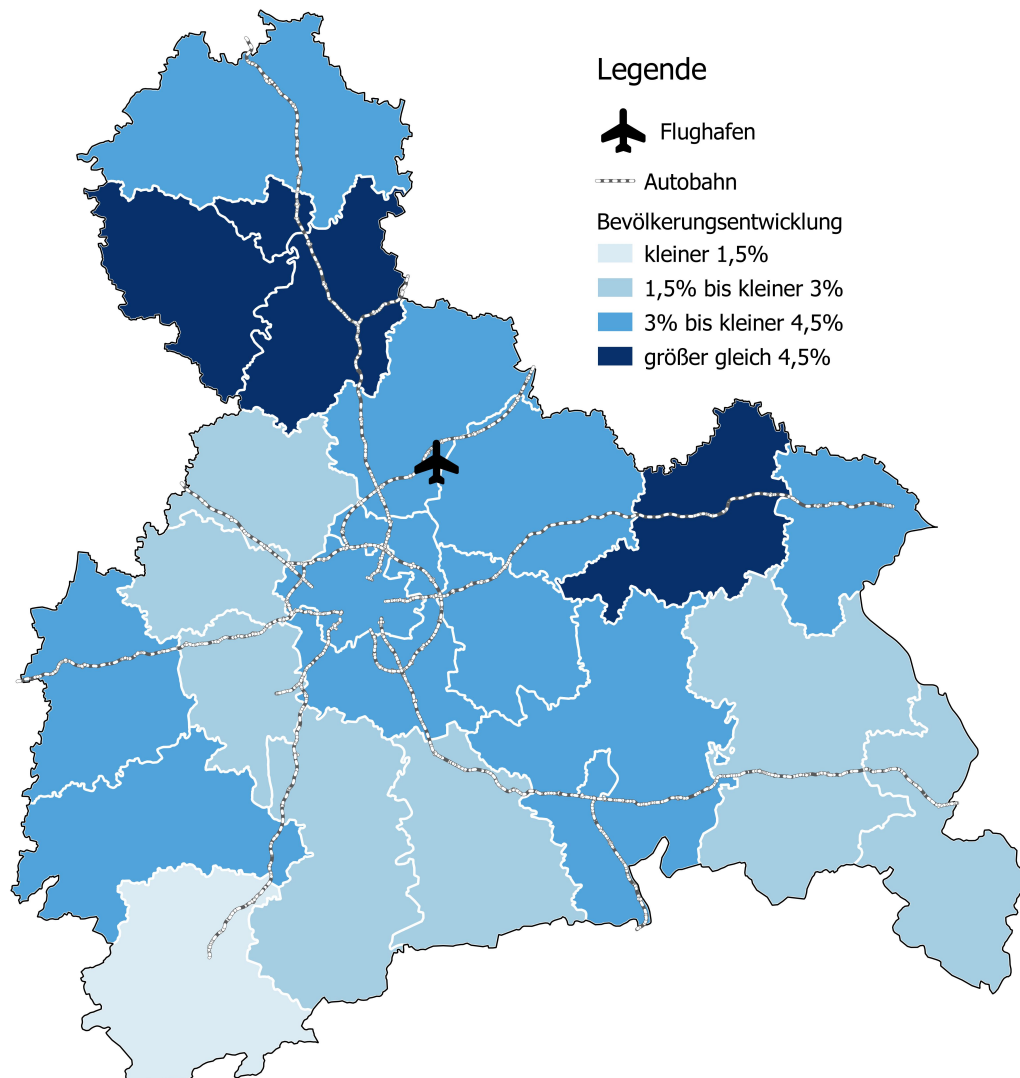 Legende
Flughafen
Autobahn
Bevölkerungsentwicklung
kleiner 1,5%
1,5% bis kleiner 3%
3% bis kleiner 4,5%
größer gleich 4,5%